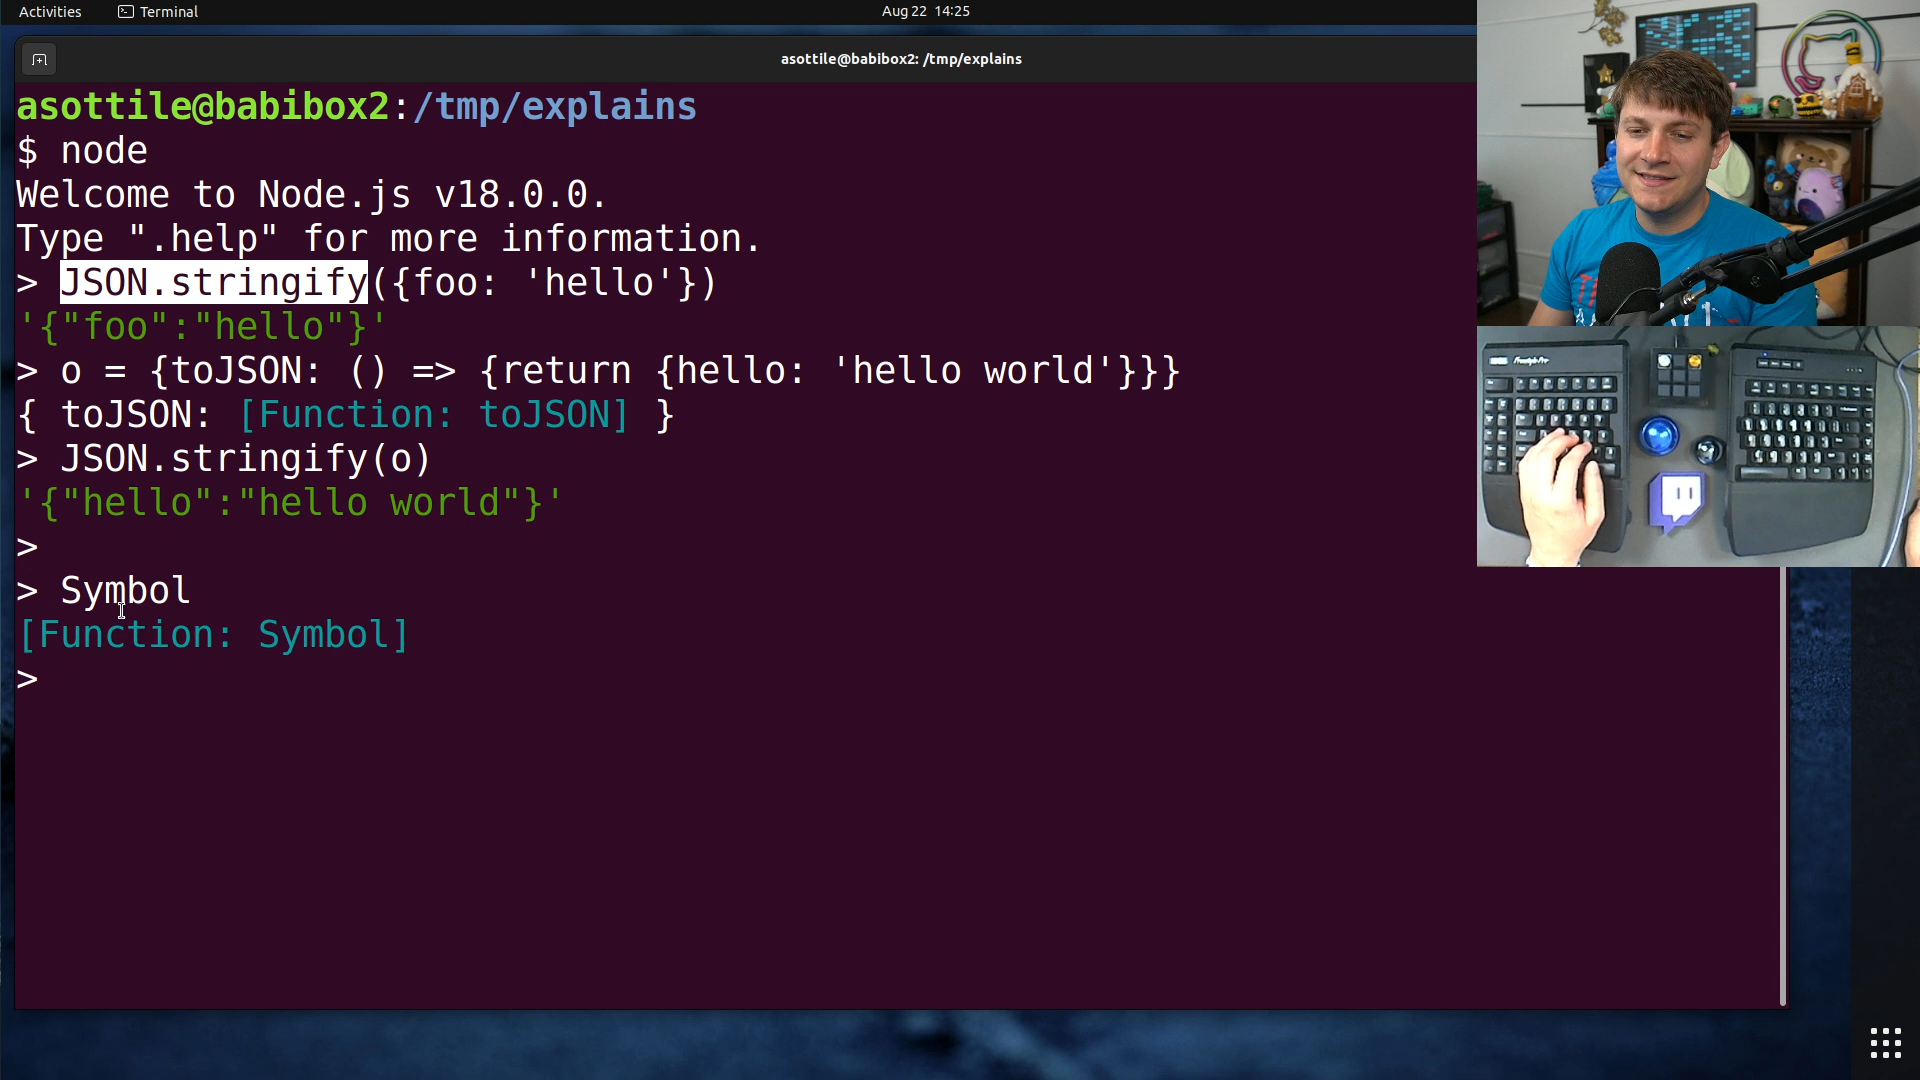 Activities
Terminal
Aug 22 14:25
asottile@babibox2: /tmp/explains
asottile@babibox2:/tmp/explains
$ node
Welcome to Node.js v18.0.0.
Type ".help" for more information.
> JSON.stringify({foo: 'hello'})
'{"foo":"hello"}'
> o = {toJSON: () => {return {hello: 'hello world'}}}
{ toJSON: [Function: toJSON] }
> JSON.stringify(o)
'{"hello":"hello world"}'
>
> Symbol
[Function: Symbol]
>